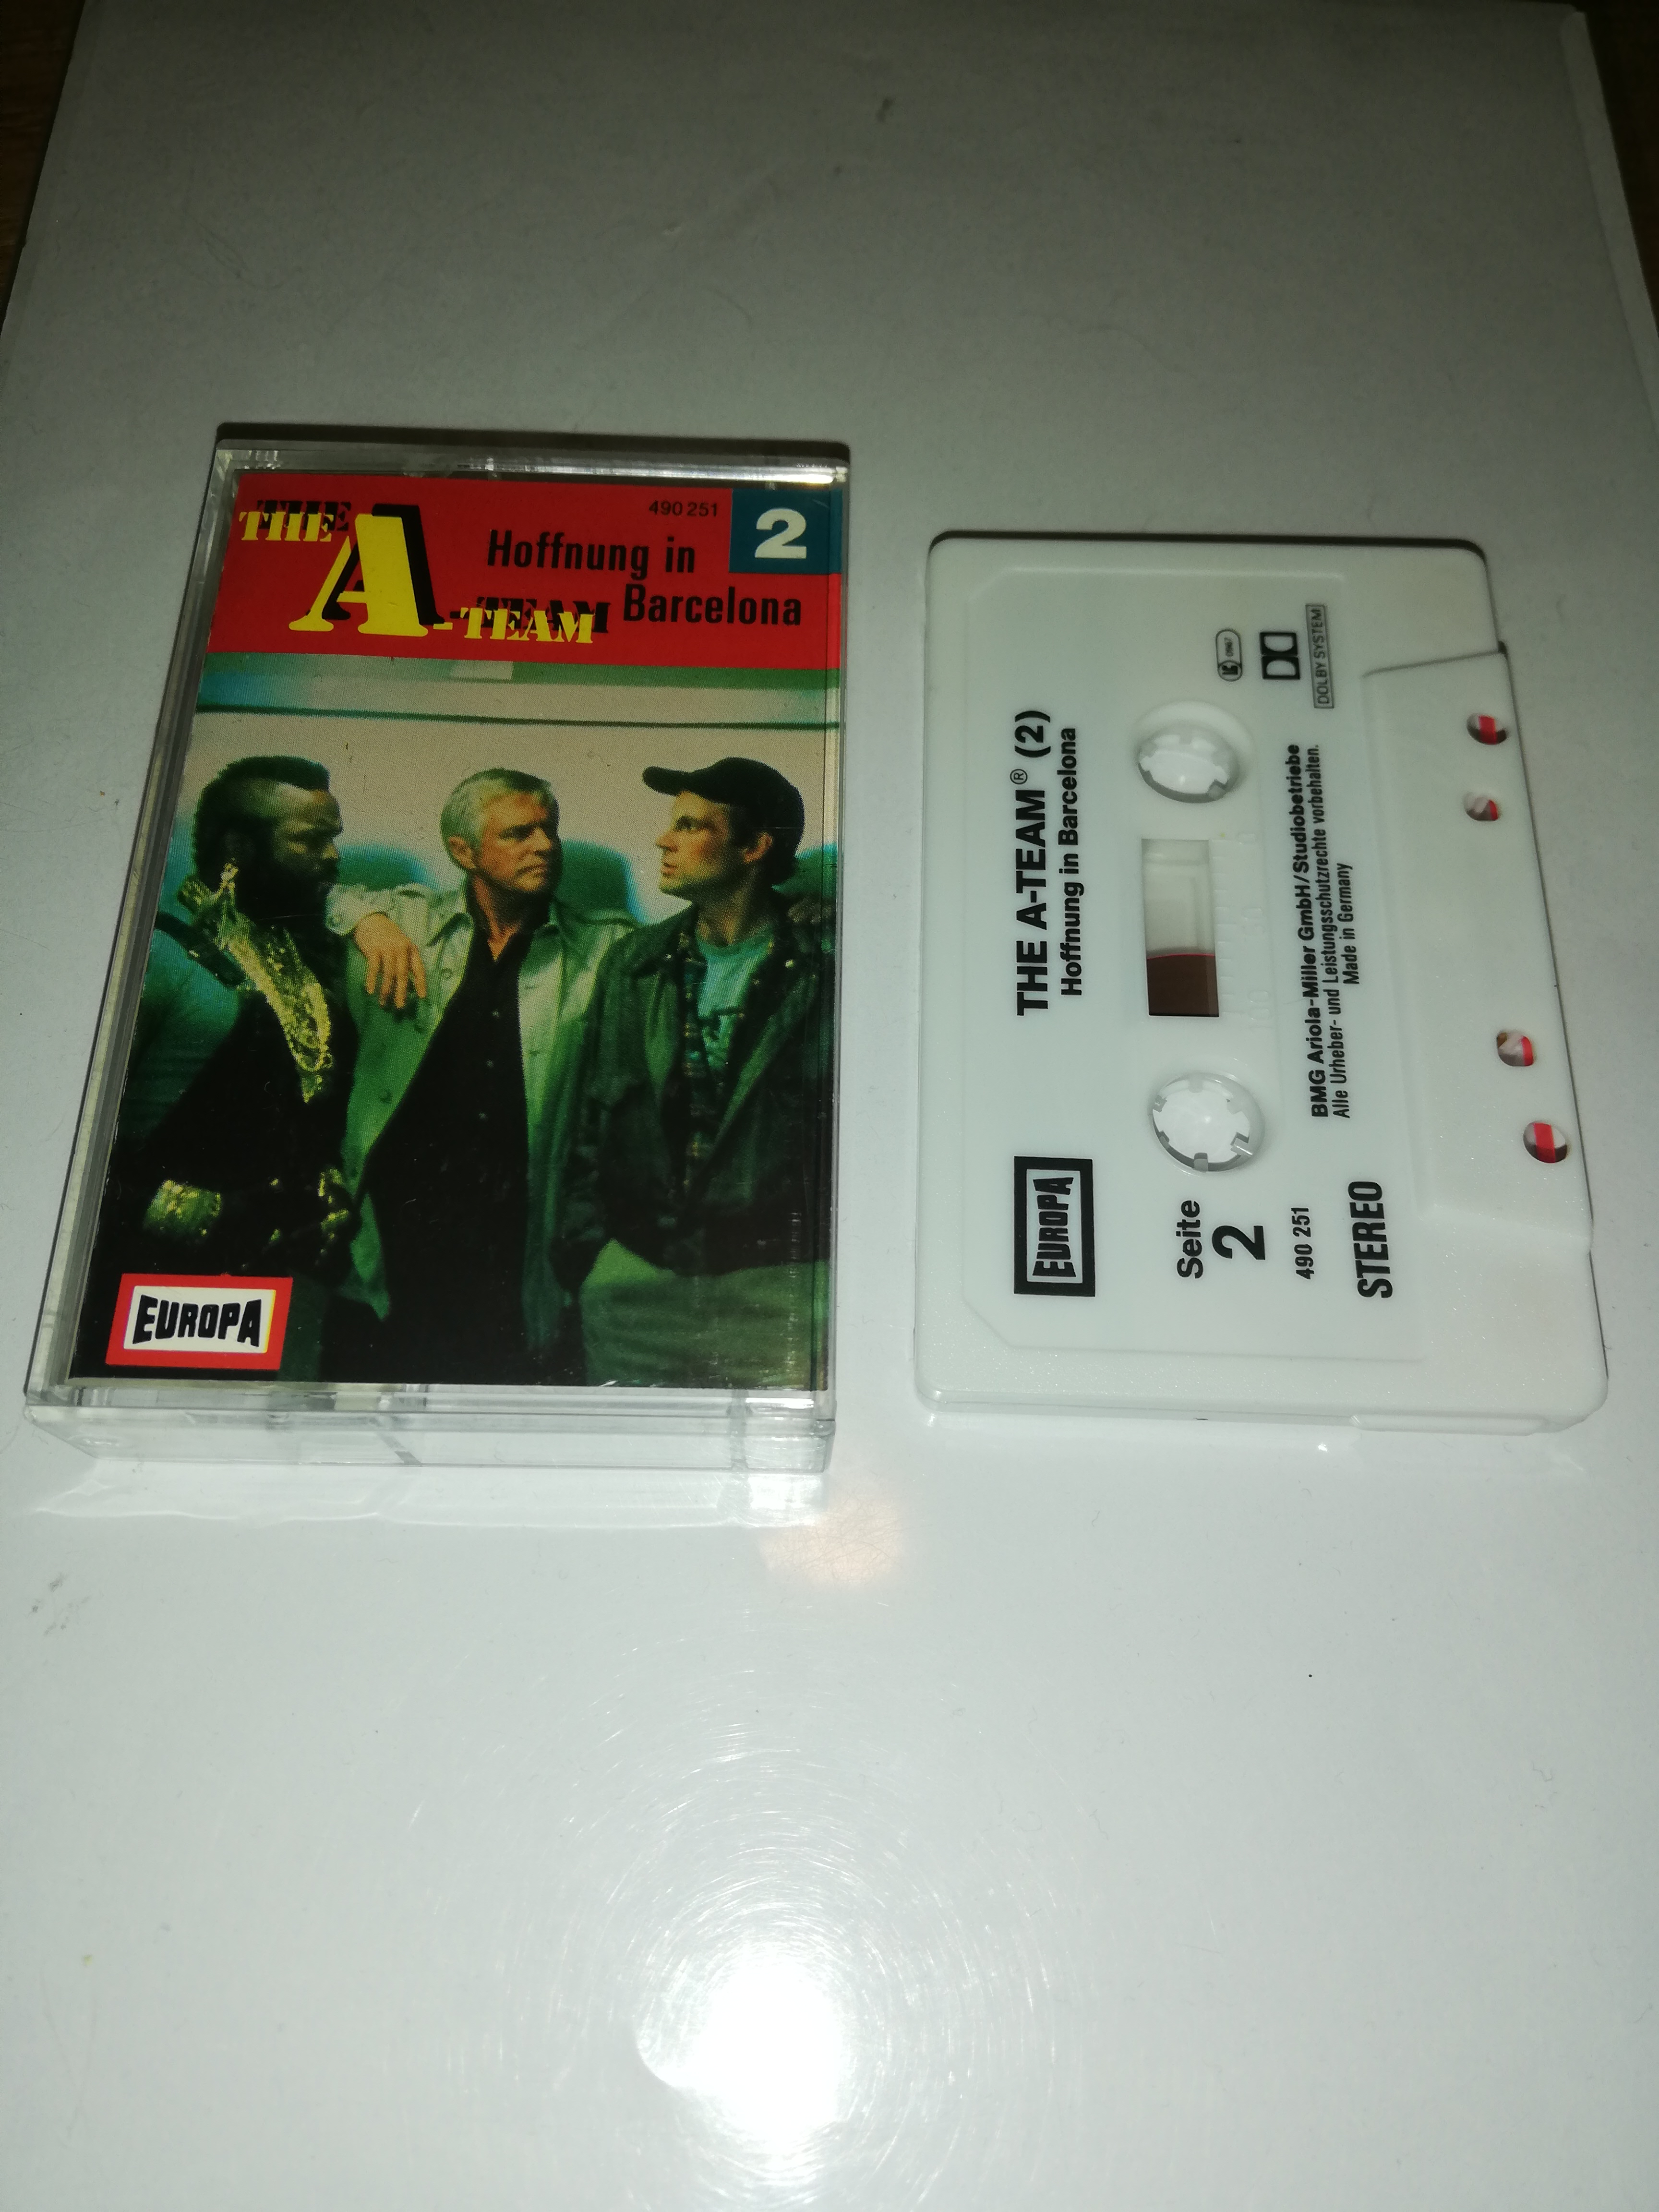 THE
A
-TEAM
490 251
2
Hoffnung in
Barcelona
EUROPA
THE A-TEAM® (2)
Hoffnung in Barcelona
EUROPA
Seite
2
490 251
STEREO
DOLBY SYSTEM
BMG Ariola-Miller GmbH/Studiobetriebe
Alle Urheber- und Leistungsschutzrechte vorbehalten.
Made in Germany